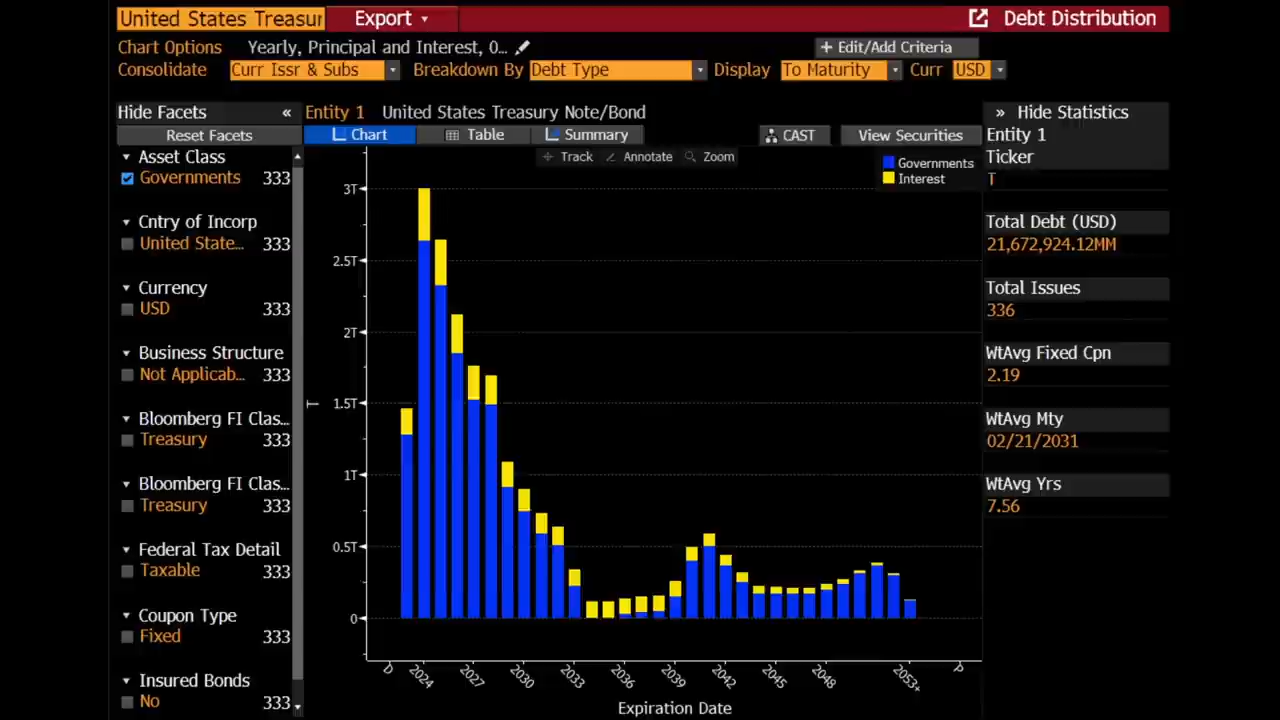 United States Treasur Export Debt Distribution
Chart Options Yearly, Principal and Interest, 0... + Edit/Add Criteria
Consolidate Curr Issr & Subs Breakdown By Debt Type Display To Maturity Curr USD
Hide Facets « Entity 1 United States Treasury Note/Bond » Hide Statistics
Reset Facets Chart Table Summary CAST View Securities Entity 1
Asset Class Track Annotate Zoom Governments Ticker
Governments 333 Interest T
Cntry of Incorp Total Debt (USD)
United State... 333 21,672,924.12MM
Currency Total Issues
USD 333 336
Business Structure WtAvg Fixed Cpn
Not Applicab... 333 2.19
Bloomberg FI Clas... WtAvg Mty
Treasury 333 02/21/2031
Bloomberg FI Clas... WtAvg Yrs
Treasury 333 7.56
Federal Tax Detail
Taxable 333
Coupon Type
Fixed 333
Insured Bonds
No 333
3T
2.5T
2T
1.5T
1T
0.5T
0
T
D 2024 2027 2030 2033 2036 2039 2042 2045 2048 2053+ P
Expiration Date